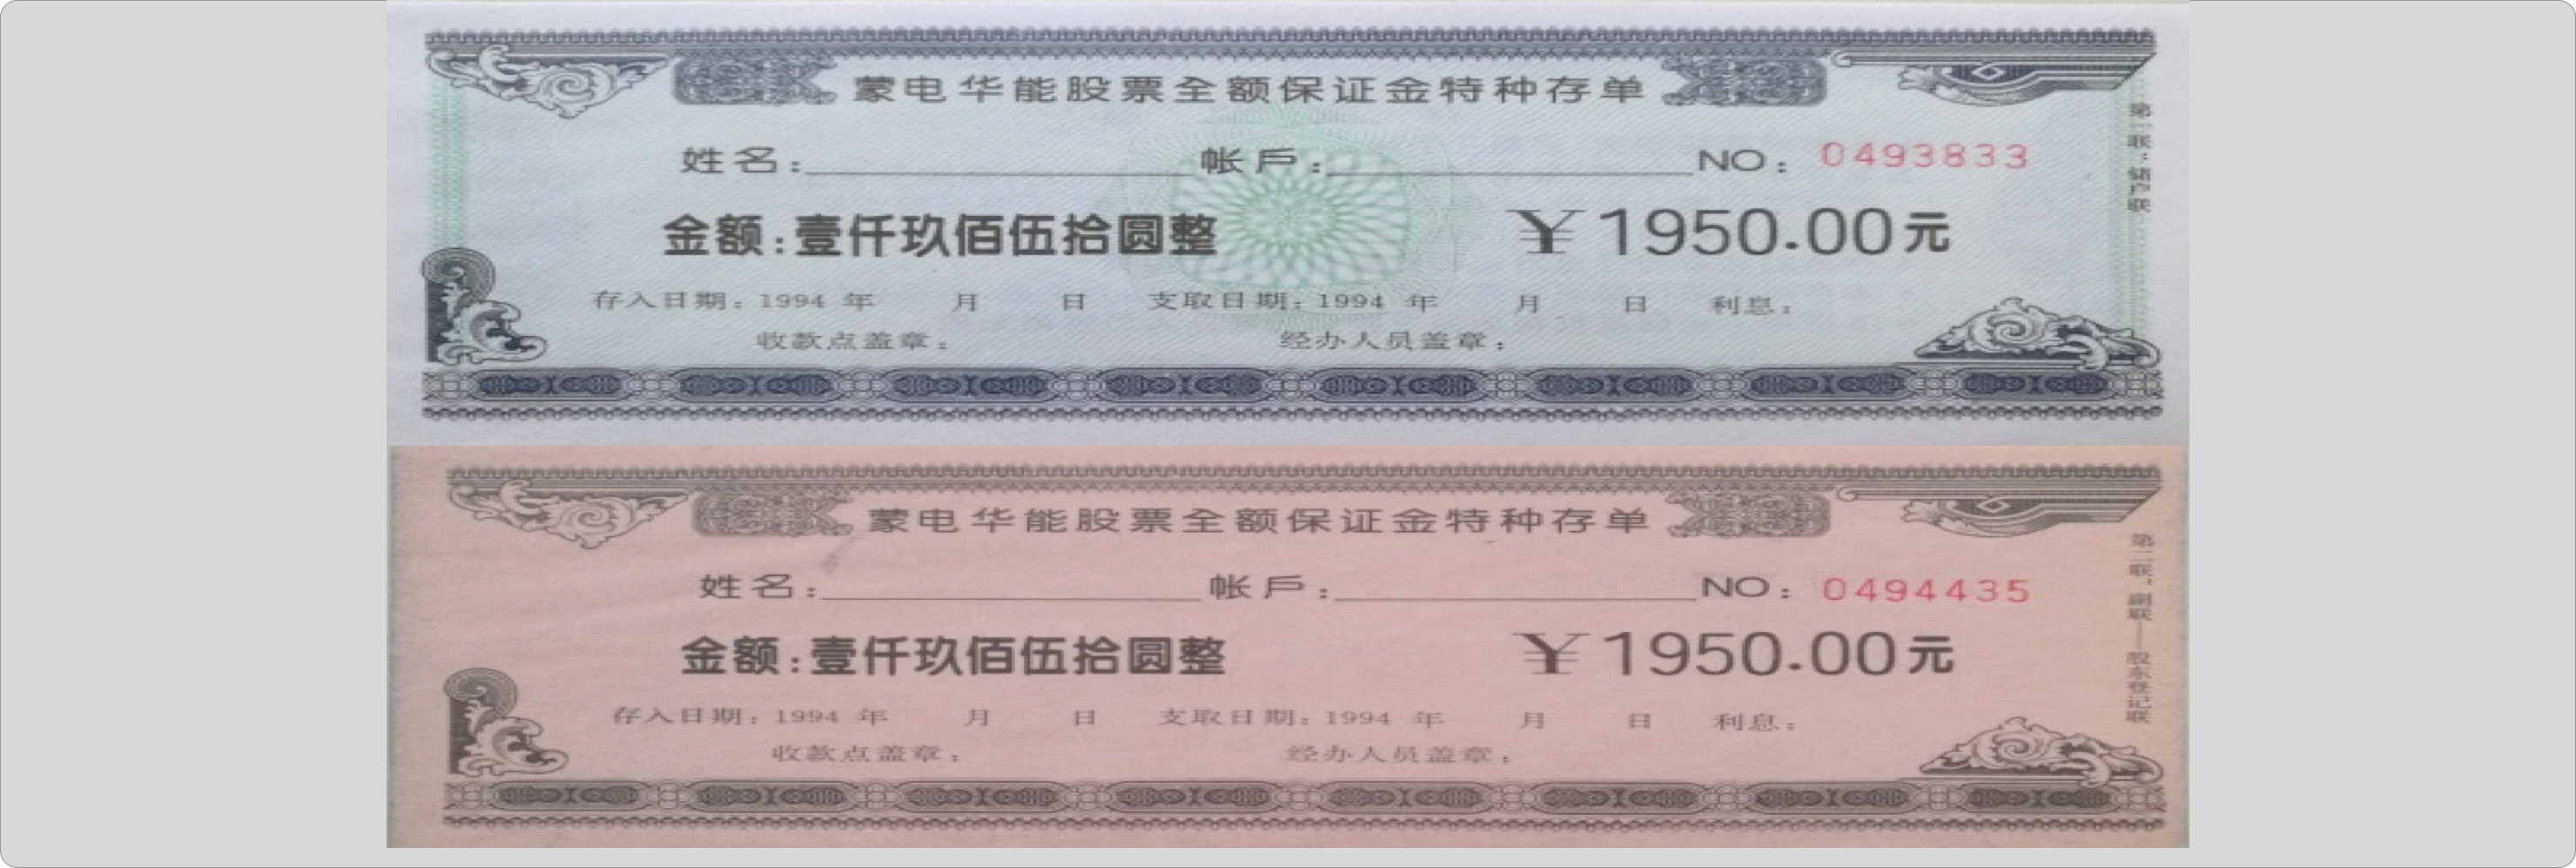 蒙电华能股票全额保证金特种存单
姓名:帐戶:NO:0493833
金额:壹仟玖佰伍拾圆整 ¥1950.00元
存入日期:1994 年 月 日 支取日期:1994 年 月 日 利息:
收款点盖章: 经办人员盖章:
第一联:储户联
蒙电华能股票全额保证金特种存单
姓名:帐戶:NO:0494435
金额:壹仟玖佰伍拾圆整 ¥1950.00元
存入日期:1994 年 月 日 支取日期:1994 年 月 日 利息:
收款点盖章: 经办人员盖章:
第二联:副联——股东登记联